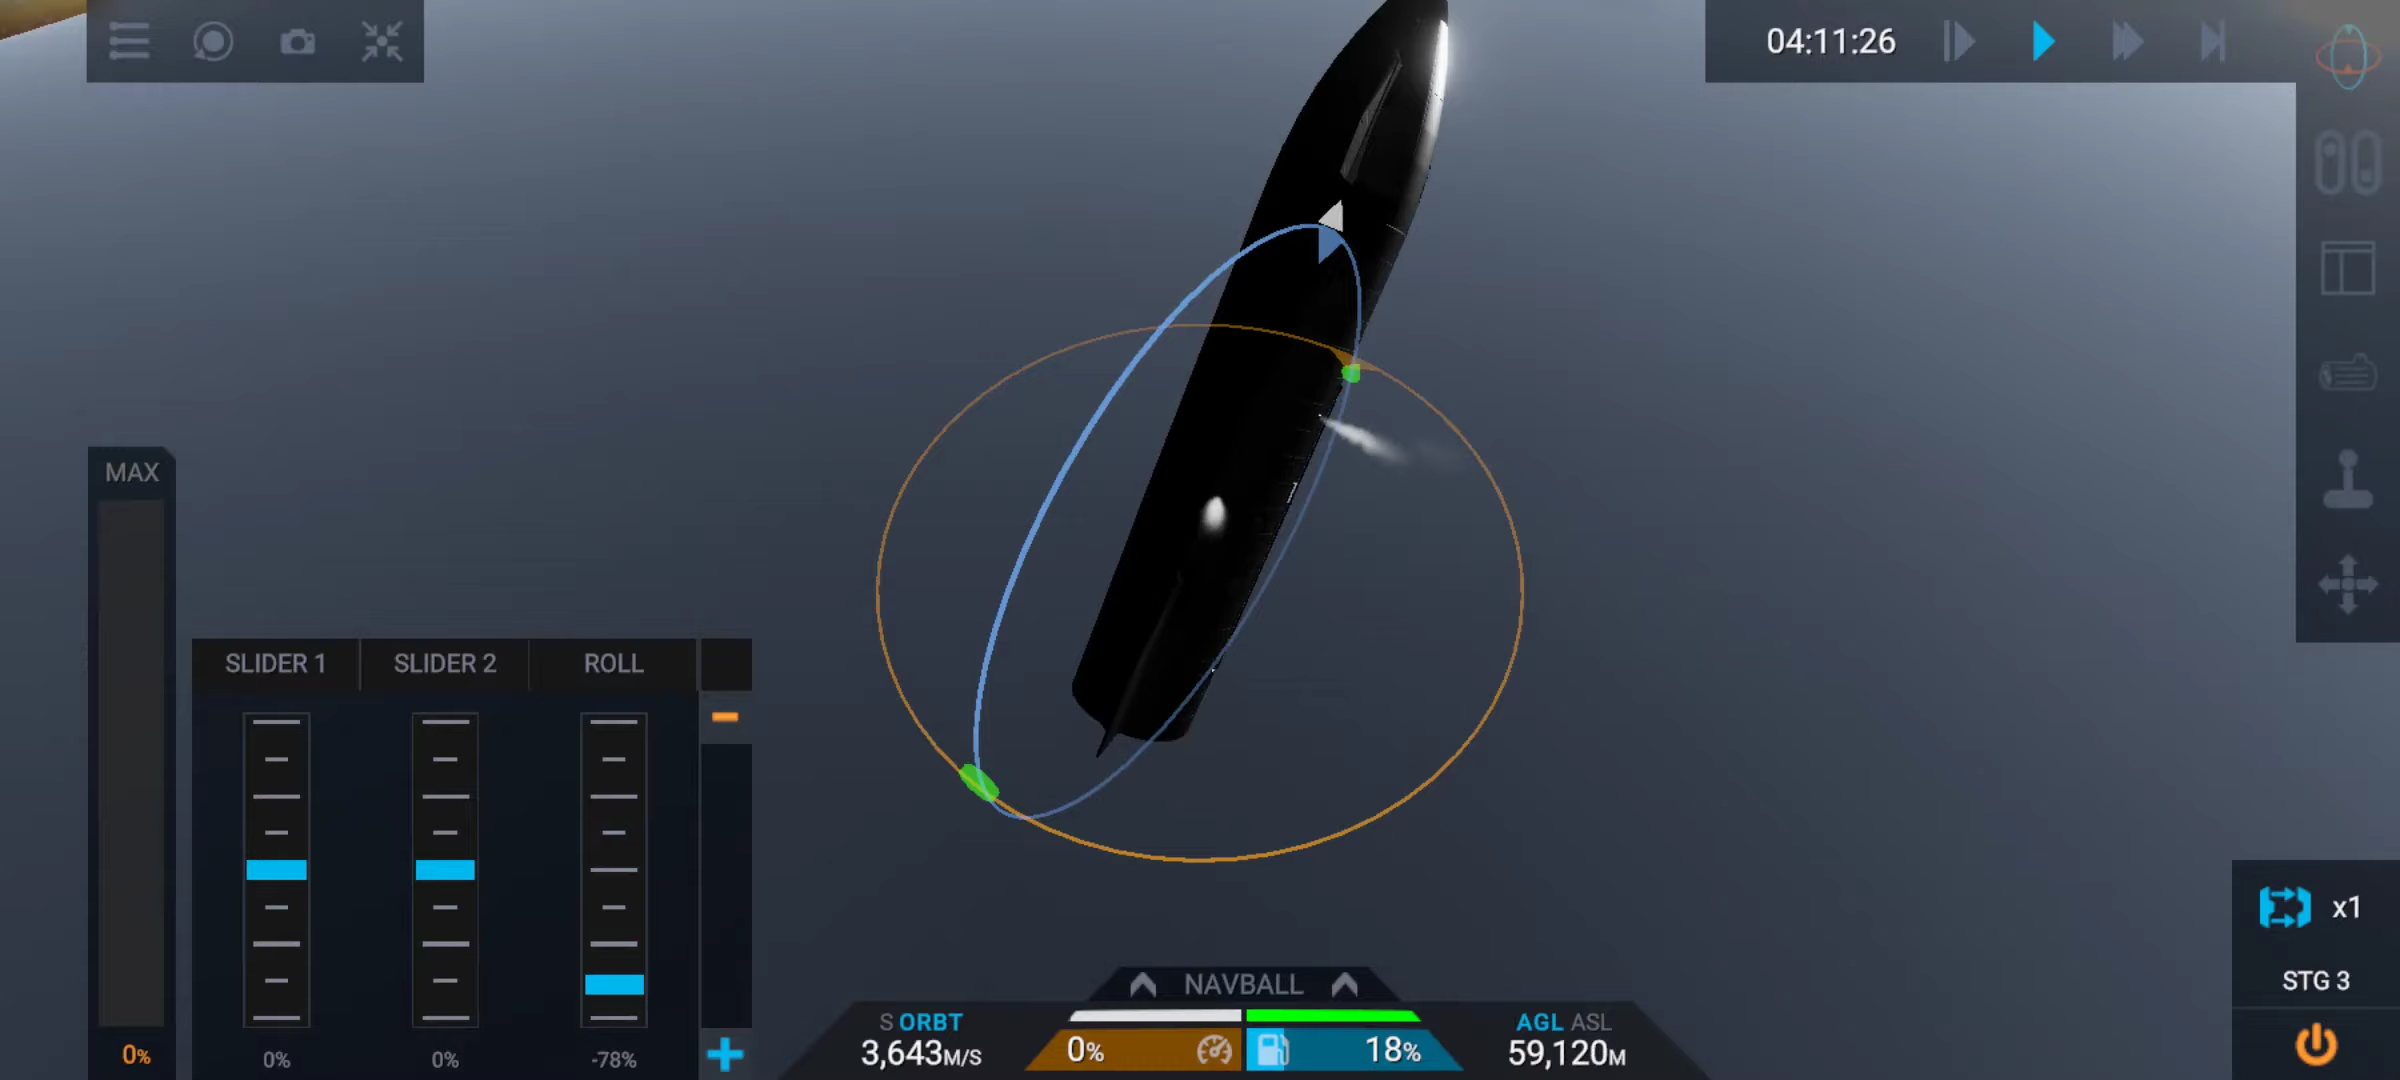 04:11:26
MAX
0%
SLIDER 1 SLIDER 2 ROLL
0% 0% -78%
NAVBALL
S ORBT
3,643M/S
0%
18%
AGL ASL
59,120M
x1
STG 3